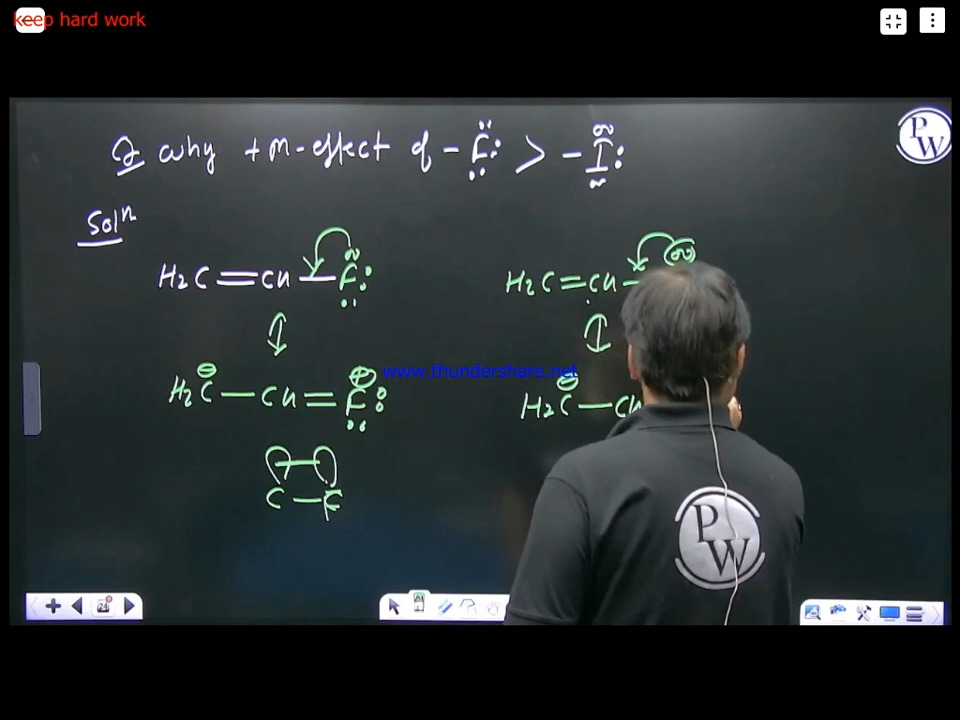 keep hard work
Q why +M-effect of -F > -I
Solⁿ
H2C=CH-F
H2C=CH-
H2C-CH=F
H2C-CH
www.thundershare.net
C-F
PW
PW